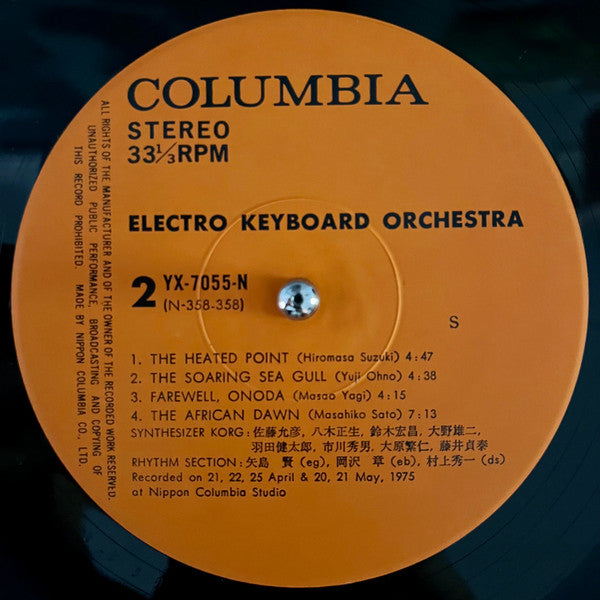 COLUMBIA
STEREO
33 1/3 RPM
ELECTRO KEYBOARD ORCHESTRA
2 YX-7055-N
(N-358-358)
S
1. THE HEATED POINT (Hiromasa Suzuki) 4:47
2. THE SOARING SEA GULL (Yuji Ohno) 4:38
3. FAREWELL, ONODA (Masao Yagi) 4:15
4. THE AFRICAN DAWN (Masahiko Sato) 7:13
SYNTHESIZER KORG: 佐藤允彦, 八木正生, 鈴木宏昌, 大野雄二,
羽田健太郎, 市川秀男, 大原繁仁, 藤井貞泰
RHYTHM SECTION: 矢島 賢 (eg), 岡沢 章 (eb), 村上秀一 (ds)
Recorded on 21, 22, 25 April & 20, 21 May, 1975
at Nippon Columbia Studio
ALL RIGHTS OF THE MANUFACTURER AND OF THE OWNER OF THE RECORDED WORK RESERVED.
UNAUTHORIZED PUBLIC PERFORMANCE, BROADCASTING AND COPYING OF
THIS RECORD PROHIBITED. MADE BY NIPPON COLUMBIA CO., LTD.